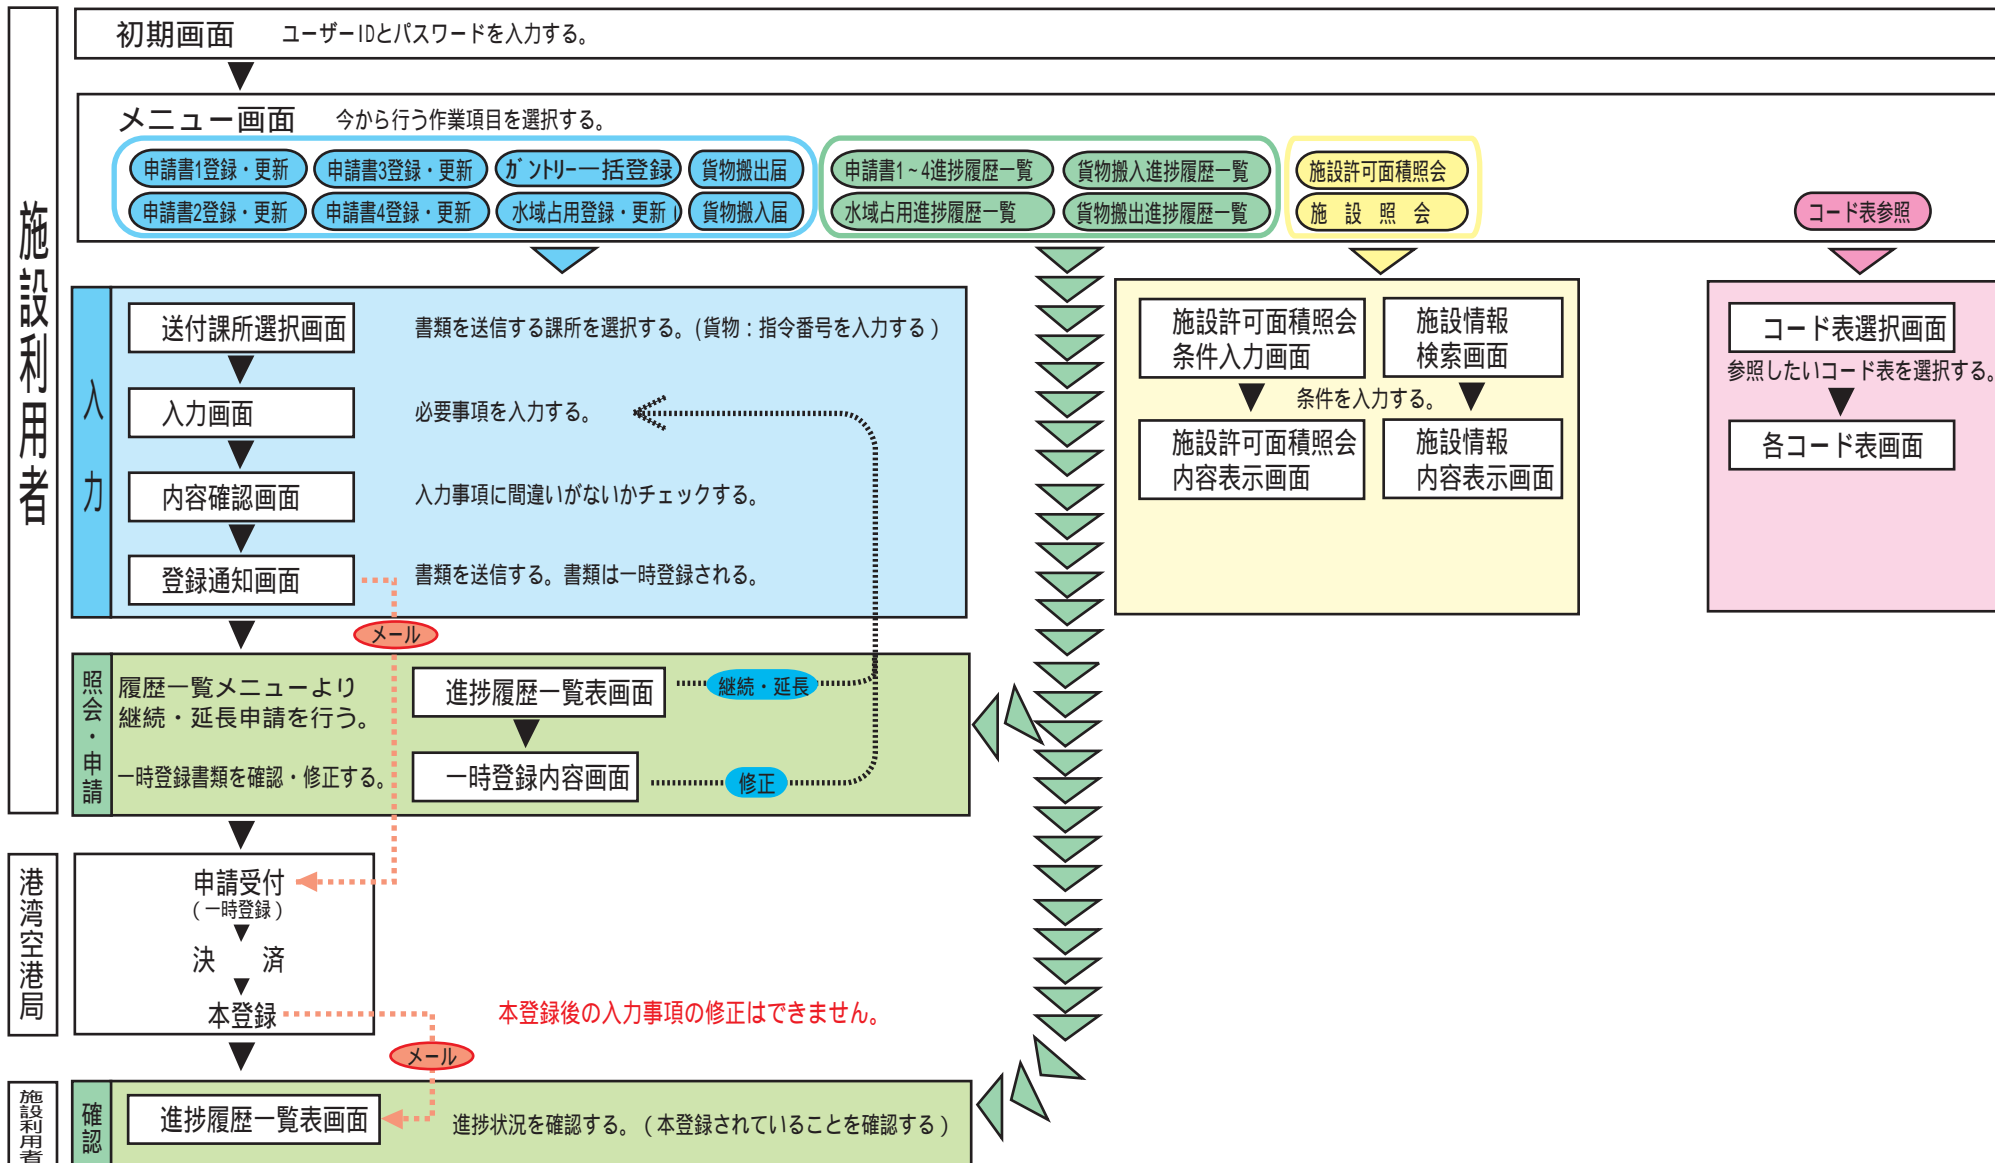 施設利用者
初期画面　ユーザーIDとパスワードを入力する。
メニュー画面　今から行う作業項目を選択する。
申請書1登録・更新　申請書3登録・更新　ガントリー一括登録　貨物搬出届
申請書2登録・更新　申請書4登録・更新　水域占用登録・更新　貨物搬入届
申請書1~4進捗履歴一覧　貨物搬入進捗履歴一覧
水域占用進捗履歴一覧　貨物搬出進捗履歴一覧
施設許可面積照会
施設照会
コード表参照
入力
送付課所選択画面　書類を送信する課所を選択する。(貨物:指令番号を入力する)
入力画面　必要事項を入力する。
内容確認画面　入力事項に間違いがないかチェックする。
登録通知画面　書類を送信する。書類は一時登録される。
メール
施設許可面積照会
条件入力画面
施設情報
検索画面
条件を入力する。
施設許可面積照会
内容表示画面
施設情報
内容表示画面
コード表選択画面
参照したいコード表を選択する。
各コード表画面
照会・申請
履歴一覧メニューより
継続・延長申請を行う。
一時登録書類を確認・修正する。
進捗履歴一覧表画面　継続・延長
一時登録内容画面　修正
港湾空港局
申請受付
(一時登録)
決　済
本登録
本登録後の入力事項の修正はできません。
メール
施設利用者
確認
進捗履歴一覧表画面　進捗状況を確認する。(本登録されていることを確認する)